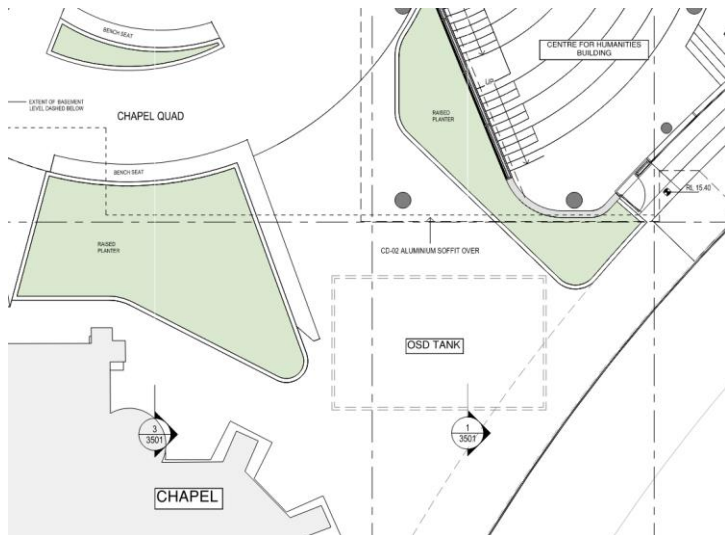 BENCH SEAT
CENTRE FOR HUMANITIES
BUILDING
UP
EXTENT OF BASEMENT
LEVEL DASHED BELOW
CHAPEL QUAD
RAISED
PLANTER
BENCH SEAT
RL 15.40
RAISED
PLANTER
CD-02 ALUMINIUM SOFFIT OVER
OSD TANK
3
3501
1
3501
CHAPEL